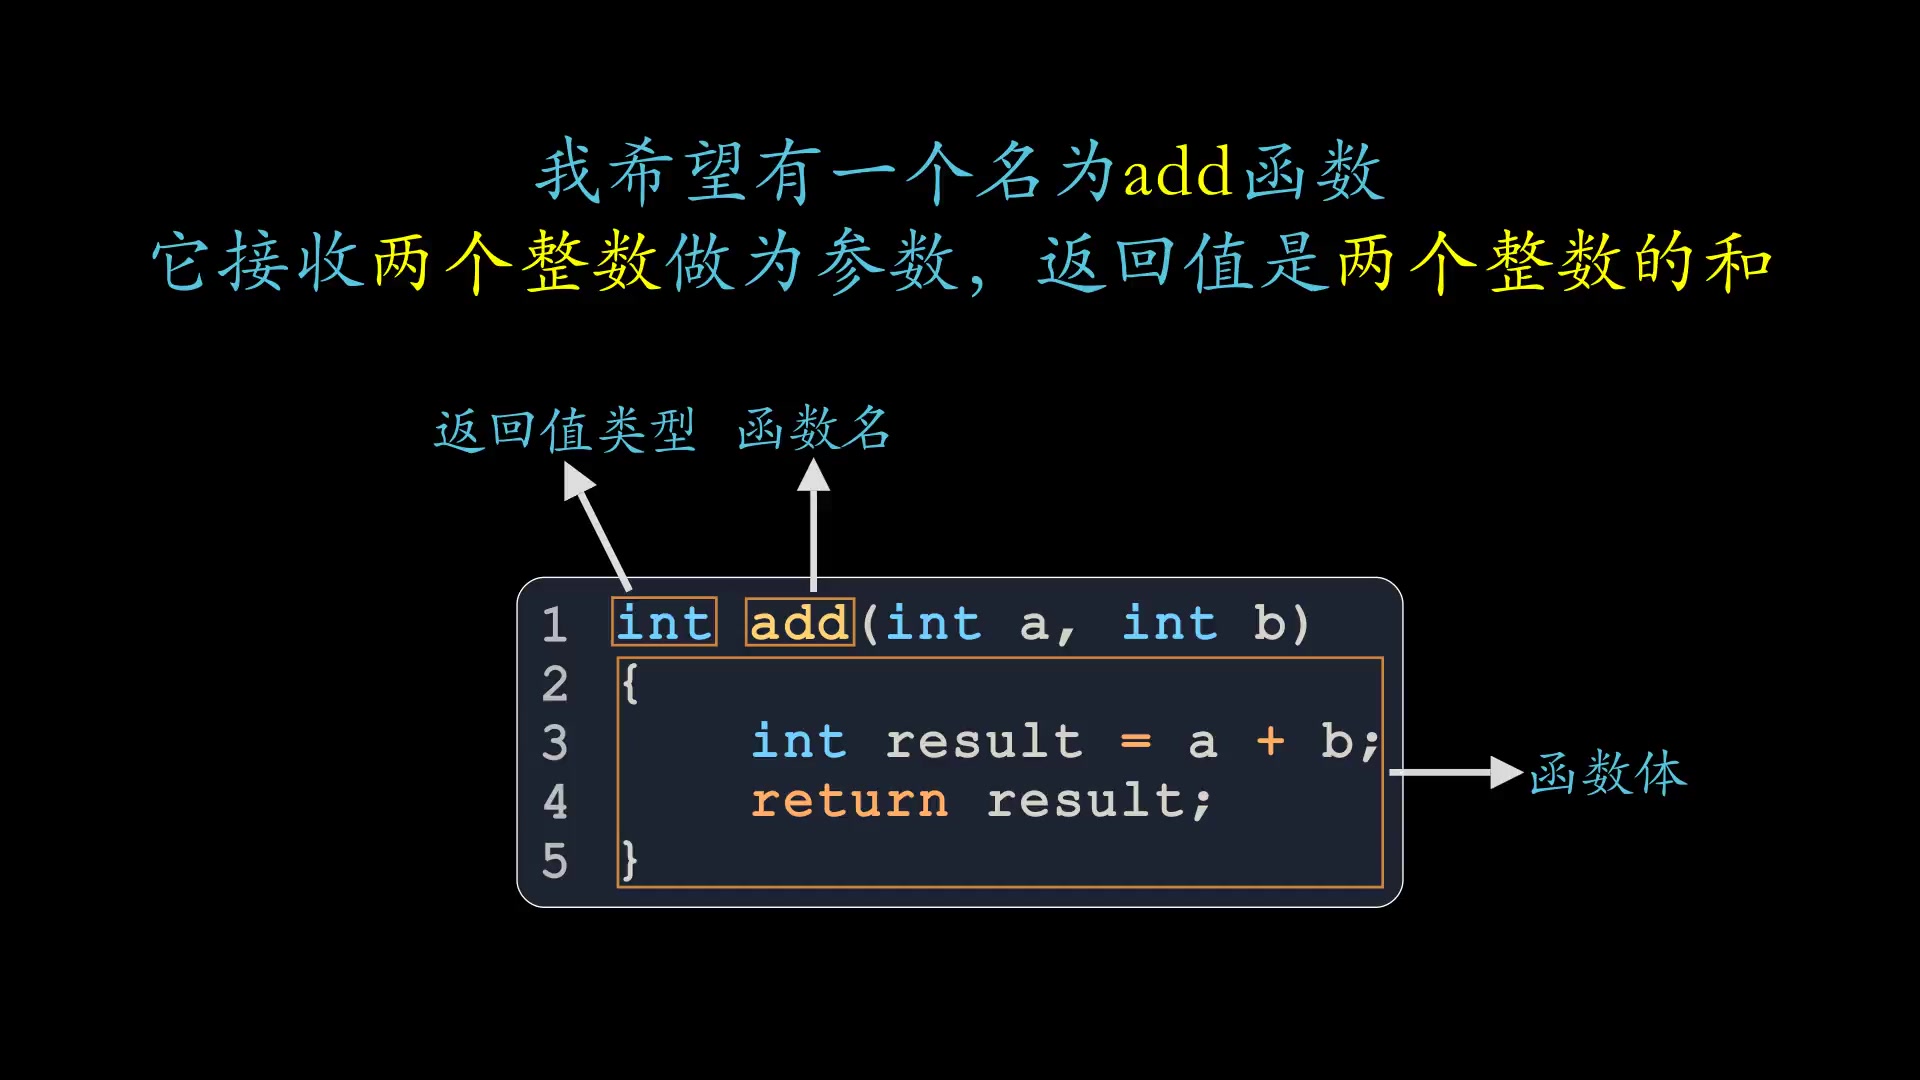 我希望有一个名为add函数
它接收两个整数做为参数，返回值是两个整数的和
返回值类型 函数名
1 int add(int a, int b)
2 {
3     int result = a + b;
函数体
4     return result;
5 }